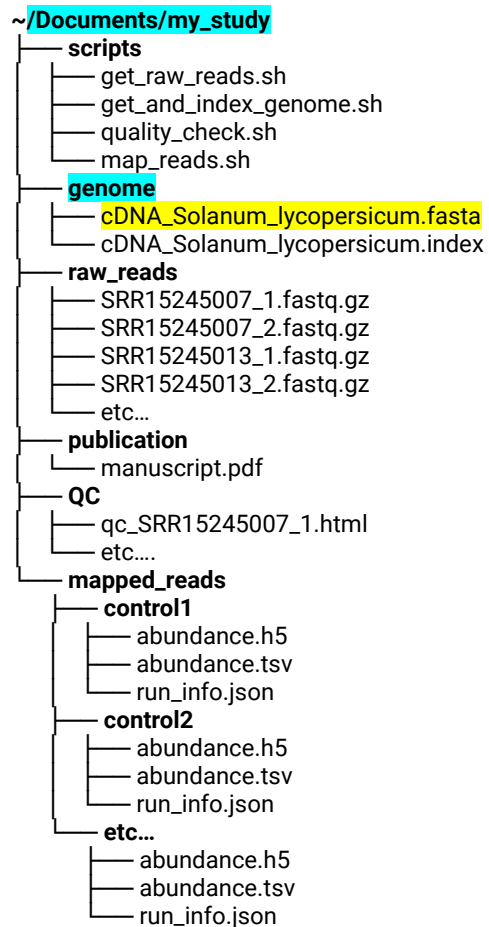 ~/Documents/my_study
scripts
get_raw_reads.sh
get_and_index_genome.sh
quality_check.sh
map_reads.sh
genome
cDNA_Solanum_lycopersicum.fasta
cDNA_Solanum_lycopersicum.index
raw_reads
SRR15245007_1.fastq.gz
SRR15245007_2.fastq.gz
SRR15245013_1.fastq.gz
SRR15245013_2.fastq.gz
etc…
publication
manuscript.pdf
QC
qc_SRR15245007_1.html
etc….
mapped_reads
control1
abundance.h5
abundance.tsv
run_info.json
control2
abundance.h5
abundance.tsv
run_info.json
etc…
abundance.h5
abundance.tsv
run_info.json